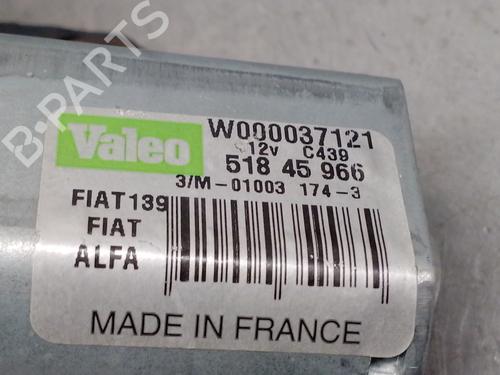 Valeo
W000037121
12v C439
518 45 966
3/M-01003 174-3
FIAT139
FIAT
ALFA
MADE IN FRANCE
B-PARTS